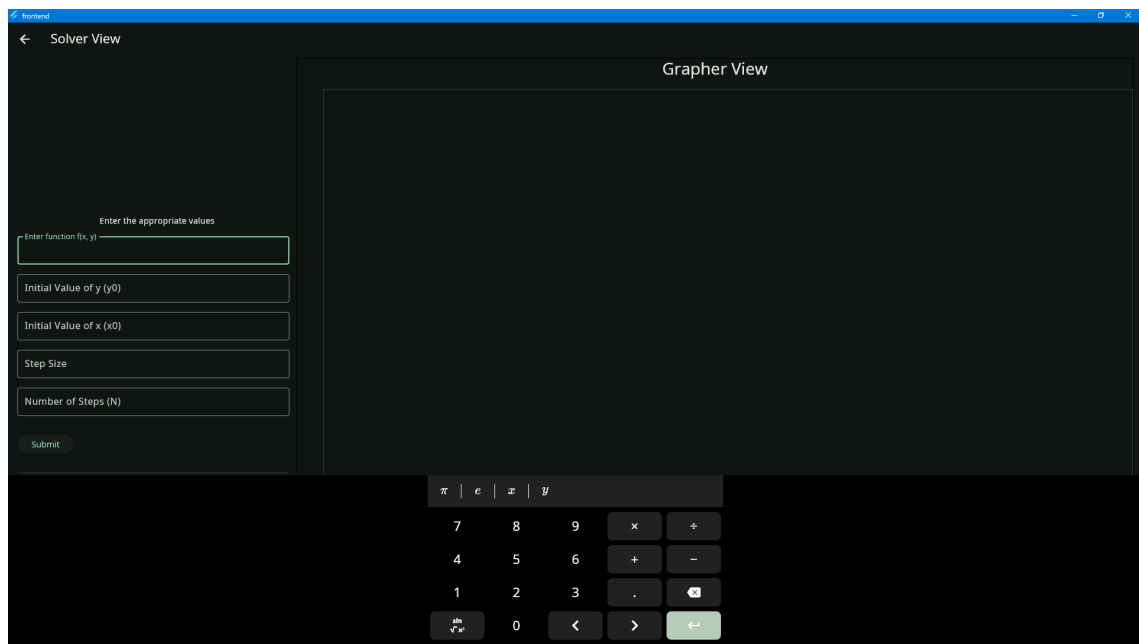 frontend
Solver View
Grapher View
Enter the appropriate values
Enter function f(x, y)
Initial Value of y (y0)
Initial Value of x (x0)
Step Size
Number of Steps (N)
Submit
π | e | x | y
7 8 9 × ÷
4 5 6 + −
1 2 3 .
sin √ x² 0